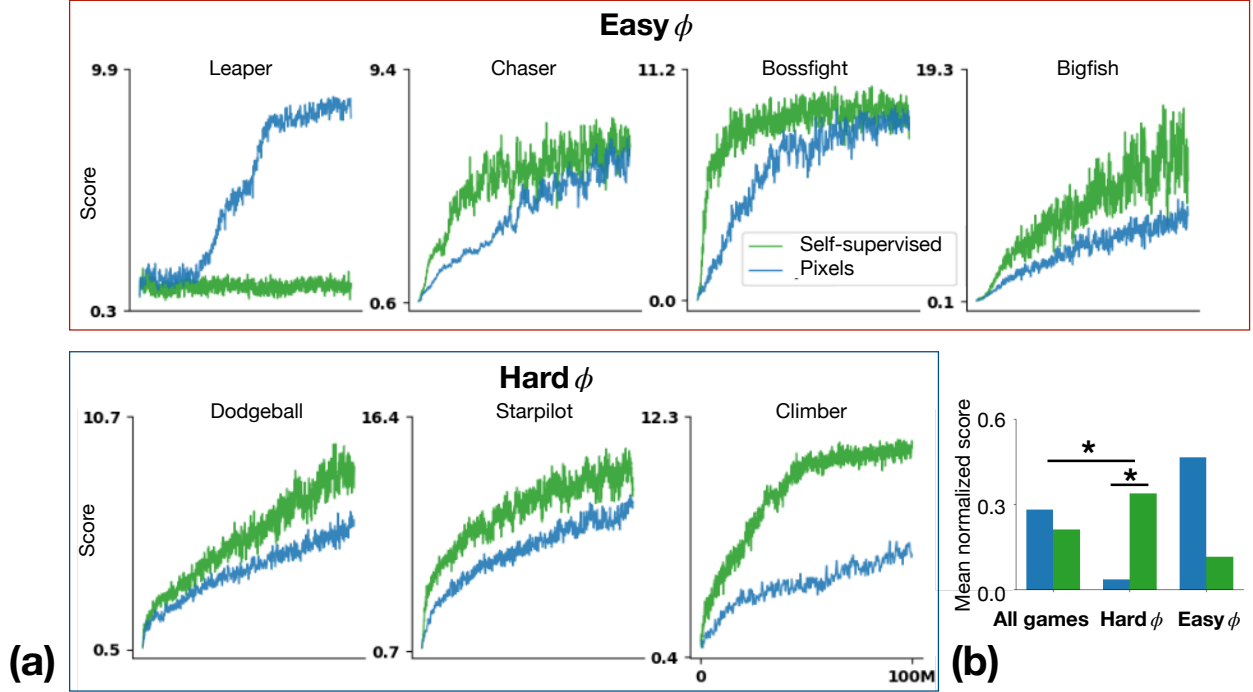 Easy ϕ
Leaper
Chaser
Bossfight
Bigfish
9.9
9.4
11.2
19.3
Score
Self-supervised
Pixels
0.3
0.6
0.0
0.1
Hard ϕ
Dodgeball
Starpilot
Climber
10.7
16.4
12.3
Score
0.5
0.7
0.4
0
100M
(a)
Mean normalized score
0.6
0.3
0.0
*
*
All games
Hard ϕ
Easy ϕ
(b)